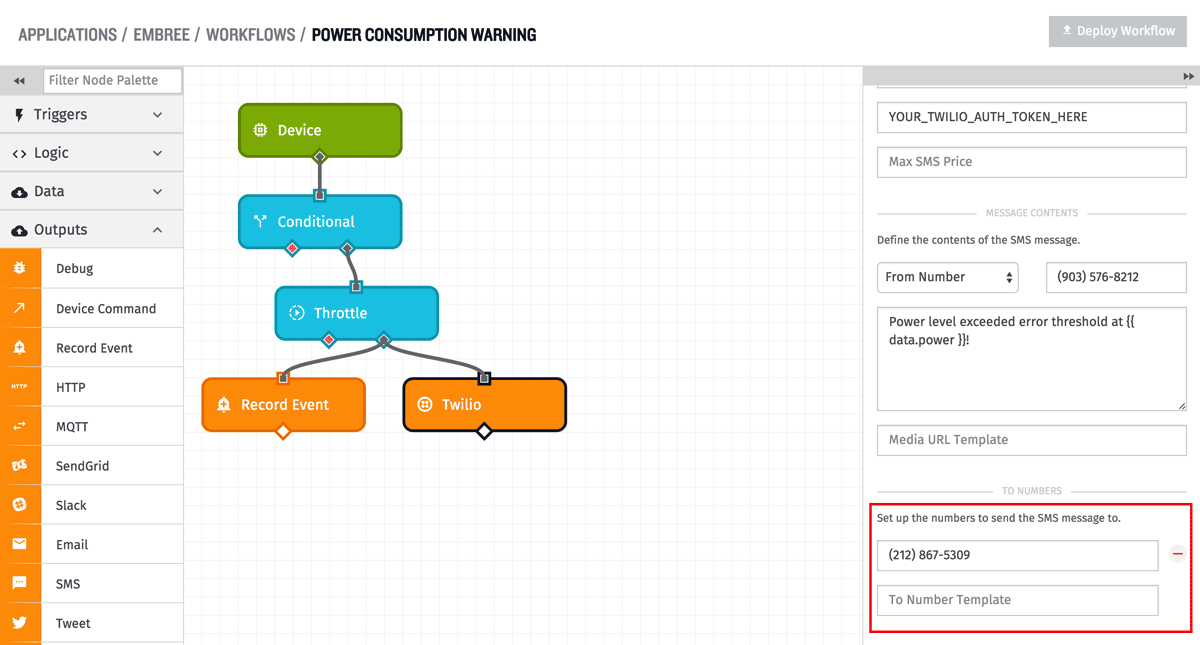 APPLICATIONS / EMBREE / WORKFLOWS / POWER CONSUMPTION WARNING
Deploy Workflow
Filter Node Palette
Triggers
Logic
Data
Outputs
Debug
Device Command
Record Event
HTTP HTTP
MQTT
SendGrid
Slack
Email
SMS
Tweet
Device
Conditional
Throttle
Record Event
Twilio
YOUR_TWILIO_AUTH_TOKEN_HERE
Max SMS Price
MESSAGE CONTENTS
Define the contents of the SMS message.
From Number
(903) 576-8212
Power level exceeded error threshold at {{
data.power }}!
Media URL Template
TO NUMBERS
Set up the numbers to send the SMS message to.
(212) 867-5309
To Number Template